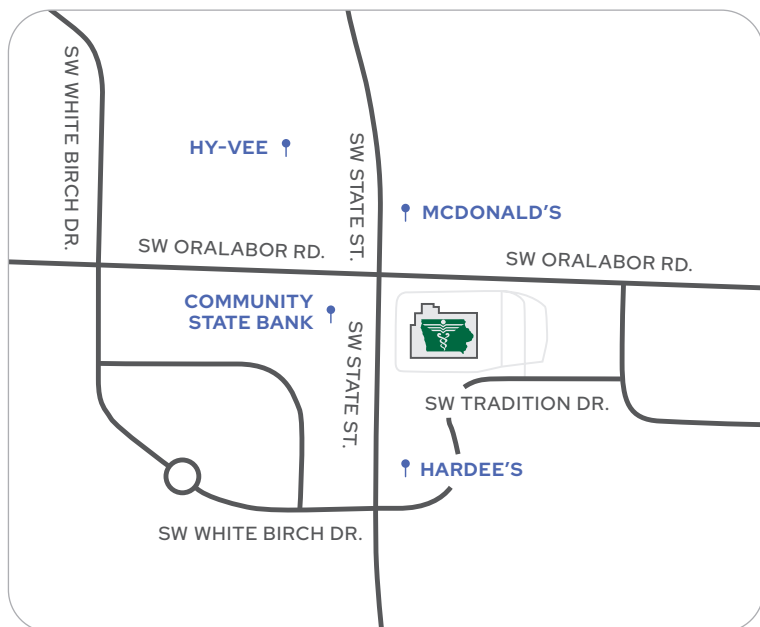 SW WHITE BIRCH DR.
HY-VEE
SW STATE ST.
MCDONALD'S
SW ORALABOR RD.
SW ORALABOR RD.
COMMUNITY
STATE BANK
SW STATE ST.
SW TRADITION DR.
HARDEE'S
SW WHITE BIRCH DR.